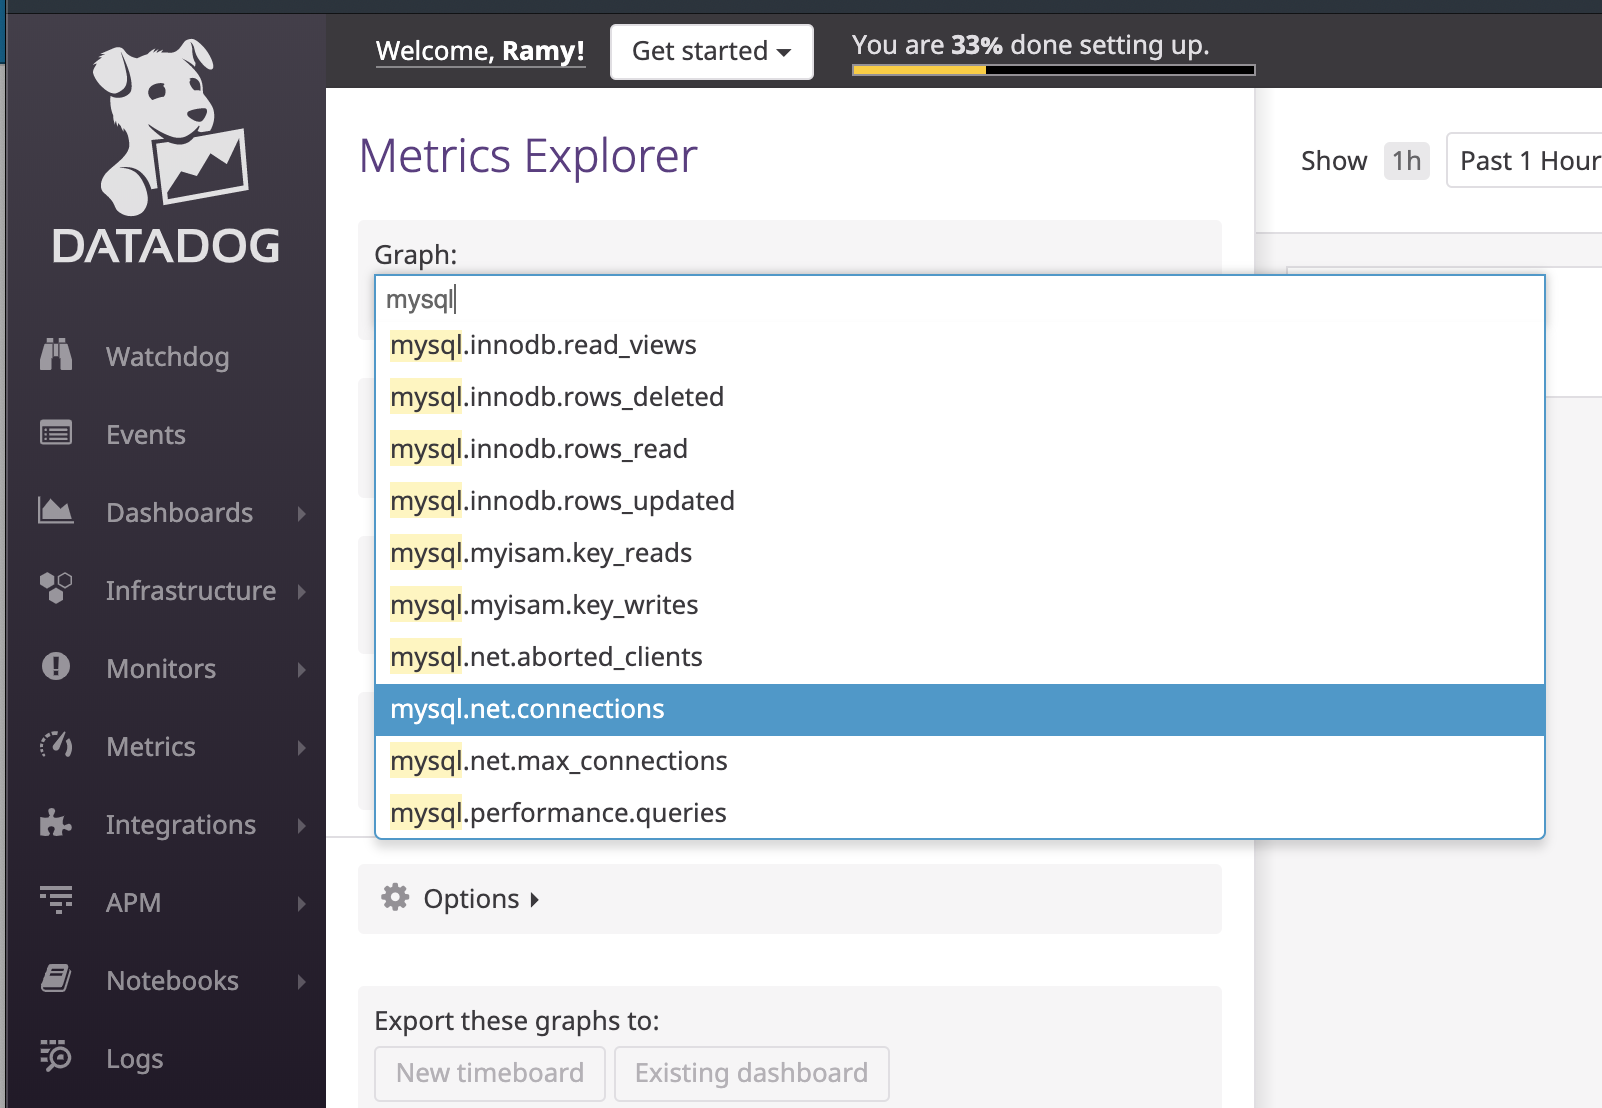 Welcome, Ramy!
Get started
You are 33% done setting up.
DATADOG
Watchdog
Events
Dashboards
Infrastructure
Monitors
Metrics
Integrations
APM
Notebooks
Logs
Metrics Explorer
Show 1h Past 1 Hour
Graph:
mysql
mysql.innodb.read_views
mysql.innodb.rows_deleted
mysql.innodb.rows_read
mysql.innodb.rows_updated
mysql.myisam.key_reads
mysql.myisam.key_writes
mysql.net.aborted_clients
mysql.net.connections
mysql.net.max_connections
mysql.performance.queries
Options
Export these graphs to:
New timeboard
Existing dashboard